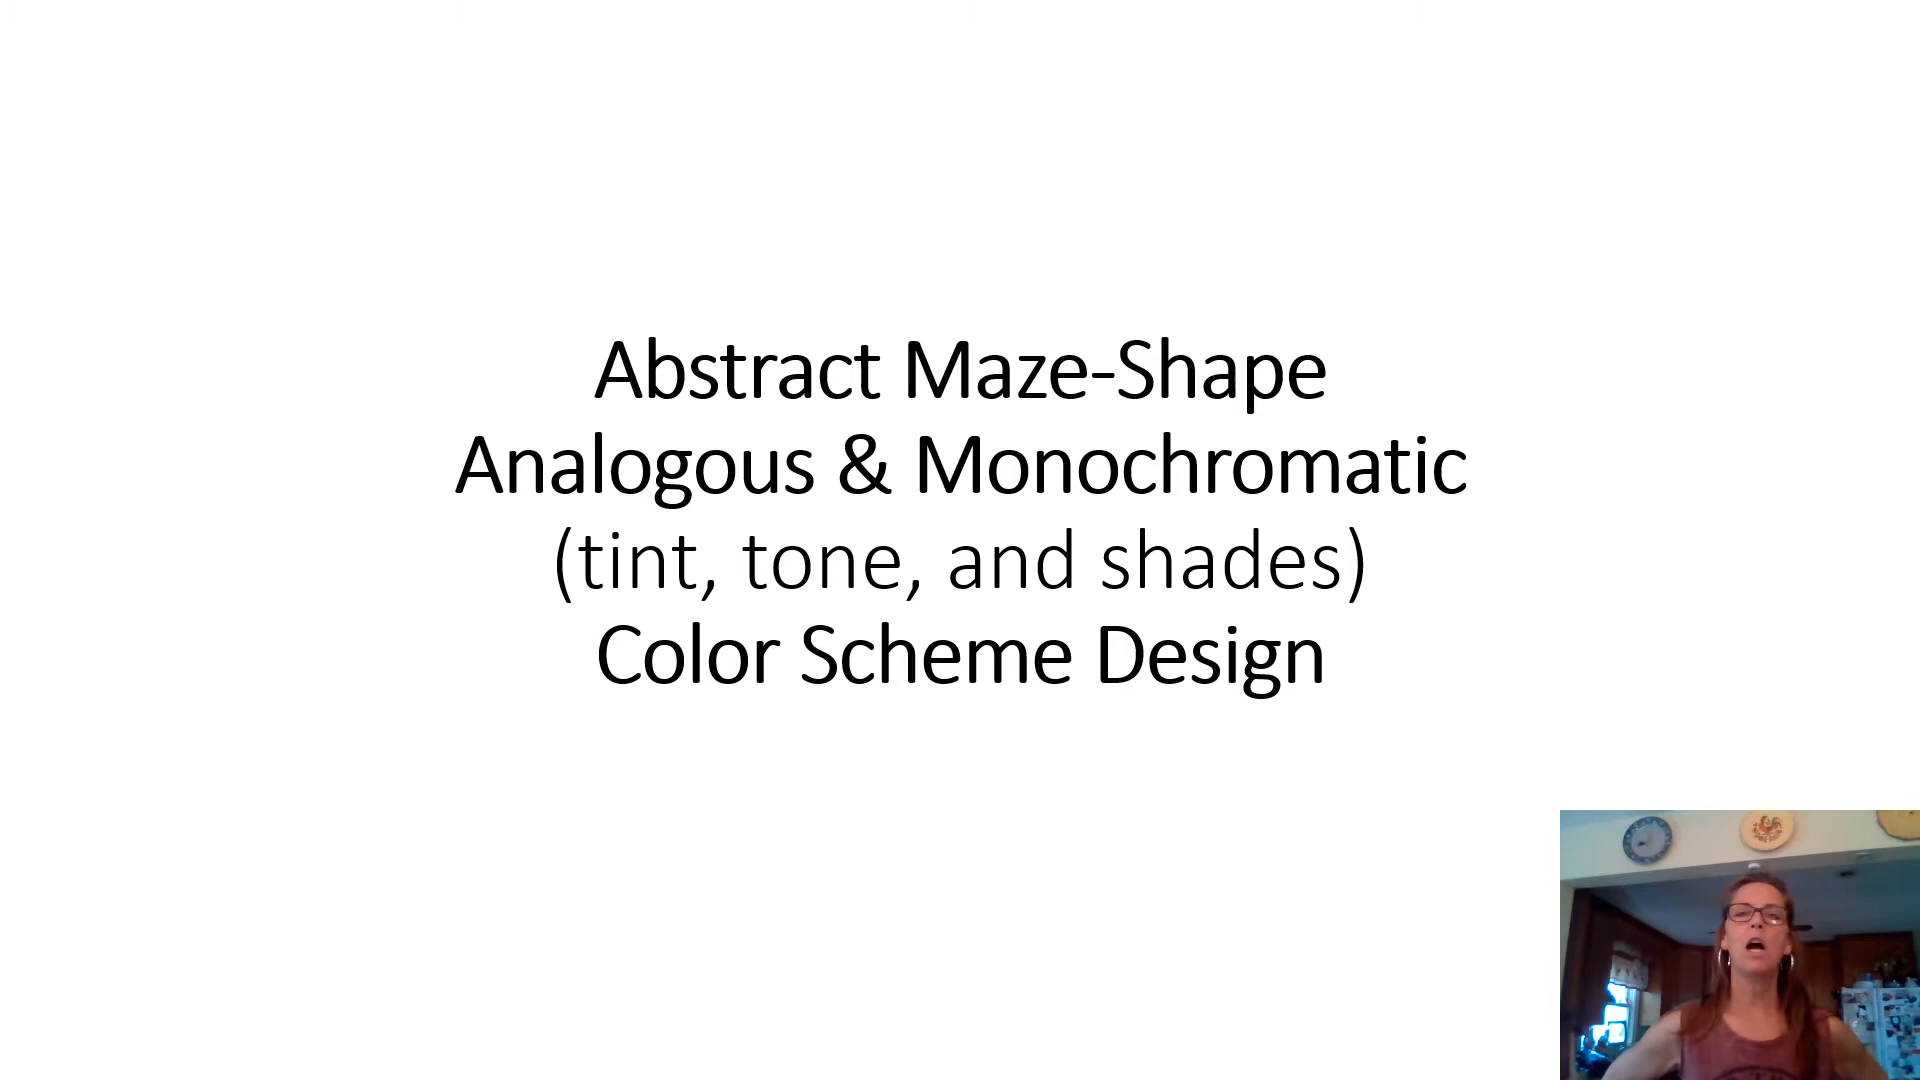 Abstract Maze-Shape
Analogous & Monochromatic
(tint, tone, and shades)
Color Scheme Design